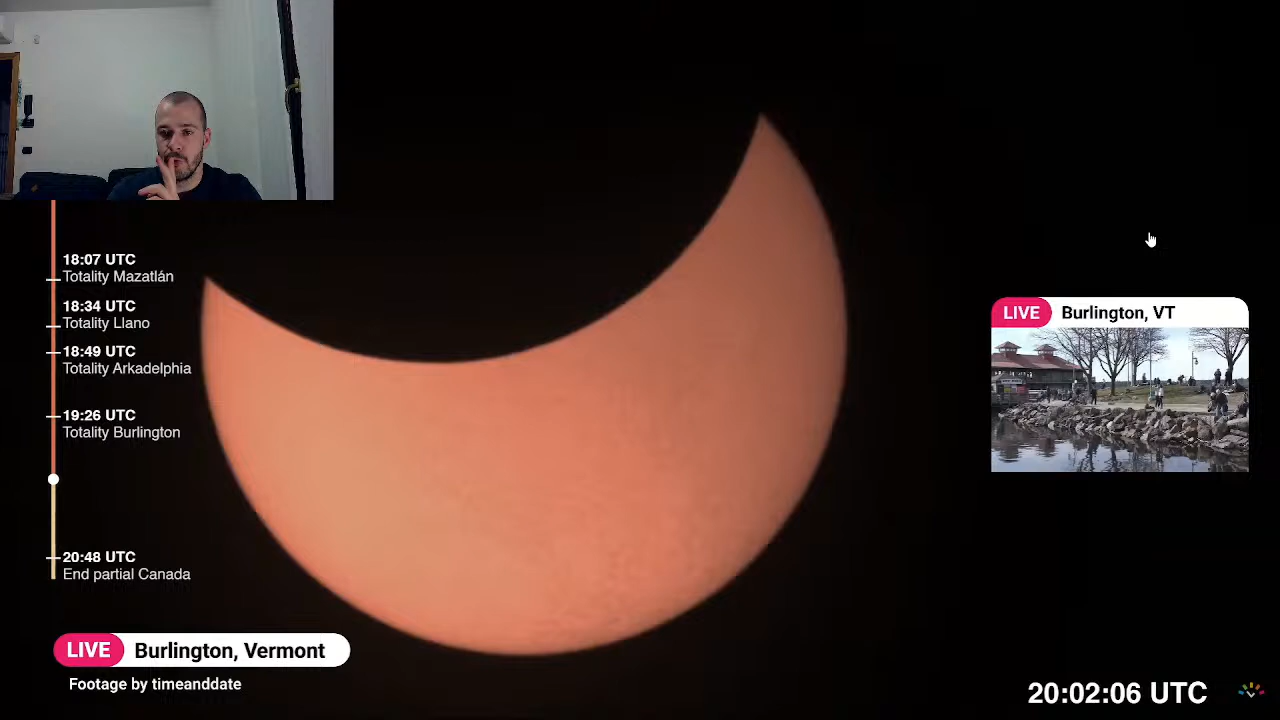 18:07 UTC
Totality Mazatlán
18:34 UTC
Totality Llano
18:49 UTC
Totality Arkadelphia
19:26 UTC
Totality Burlington
20:48 UTC
End partial Canada
LIVE Burlington, VT
LIVE Burlington, Vermont
Footage by timeanddate
20:02:06 UTC